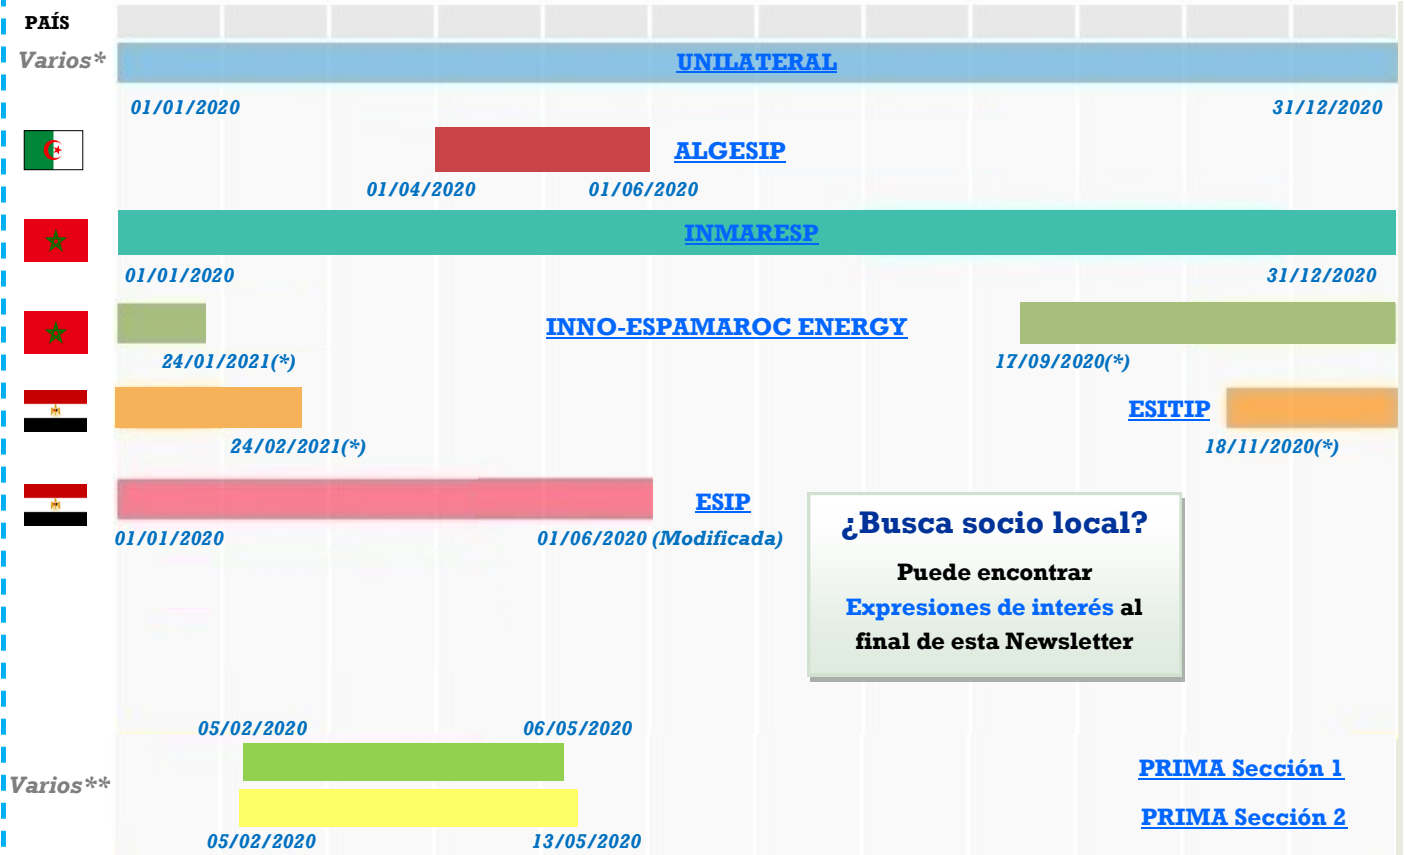 PAÍS
Varios*
UNILATERAL
01/01/2020
31/12/2020
ALGESIP
01/04/2020
01/06/2020
INMARESP
01/01/2020
31/12/2020
INNO-ESPAMAROC ENERGY
24/01/2021(*)
17/09/2020(*)
ESITIP
24/02/2021(*)
18/11/2020(*)
ESIP
01/01/2020
01/06/2020 (Modificada)
¿Busca socio local?
Puede encontrar
Expresiones de interés al
final de esta Newsletter
05/02/2020
06/05/2020
PRIMA Sección 1
Varios**
PRIMA Sección 2
05/02/2020
13/05/2020